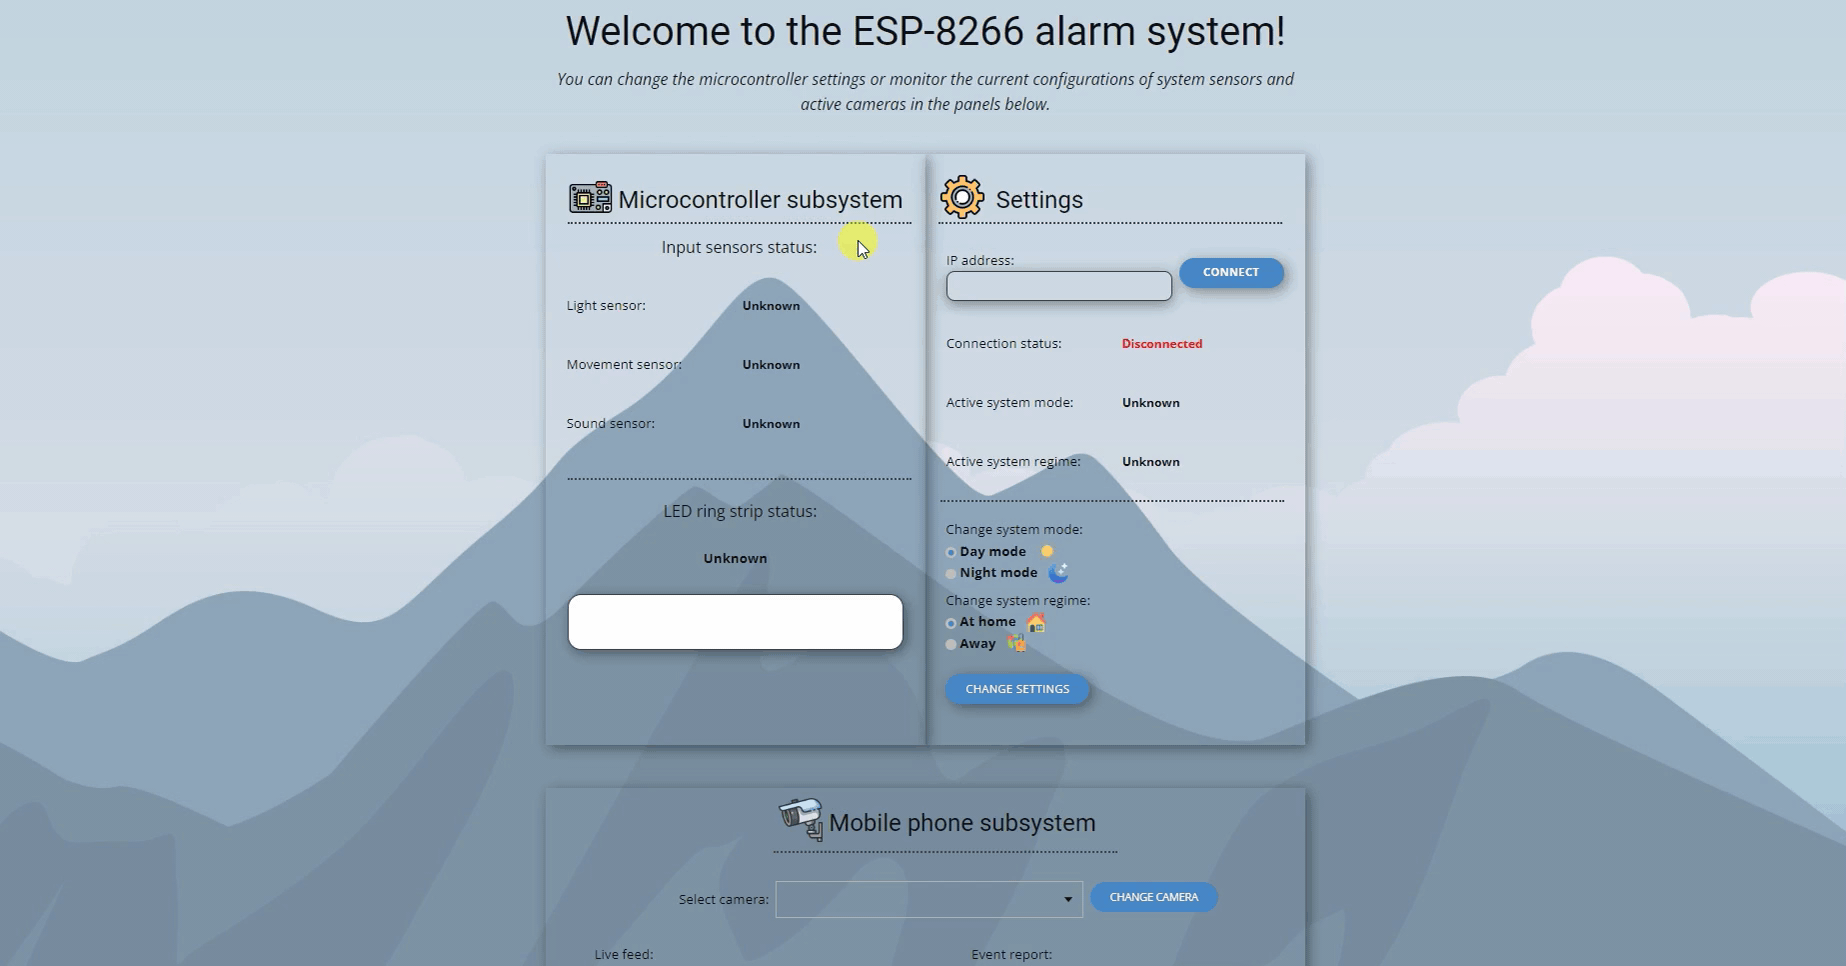 Welcome to the ESP-8266 alarm system!
You can change the microcontroller settings or monitor the current configurations of system sensors and
active cameras in the panels below.
Microcontroller subsystem
Input sensors status:
Light sensor: Unknown
Movement sensor: Unknown
Sound sensor: Unknown
LED ring strip status:
Unknown
Settings
IP address:
CONNECT
Connection status: Disconnected
Active system mode: Unknown
Active system regime: Unknown
Change system mode:
Day mode
Night mode
Change system regime:
At home
Away
CHANGE SETTINGS
Mobile phone subsystem
Select camera:
CHANGE CAMERA
Live feed:
Event report: